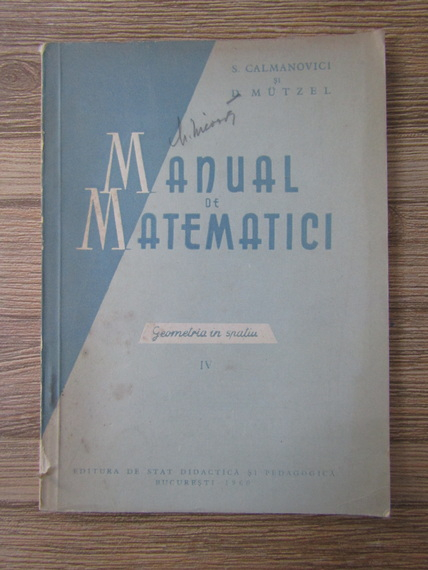 S. CALMANOVICI
ȘI
D. MÜTZEL
MANUAL
DE
MATEMATICI
Geometria în spațiu
IV
EDITURA DE STAT DIDACTICĂ ȘI PEDAGOGICĂ
BUCUREȘTI